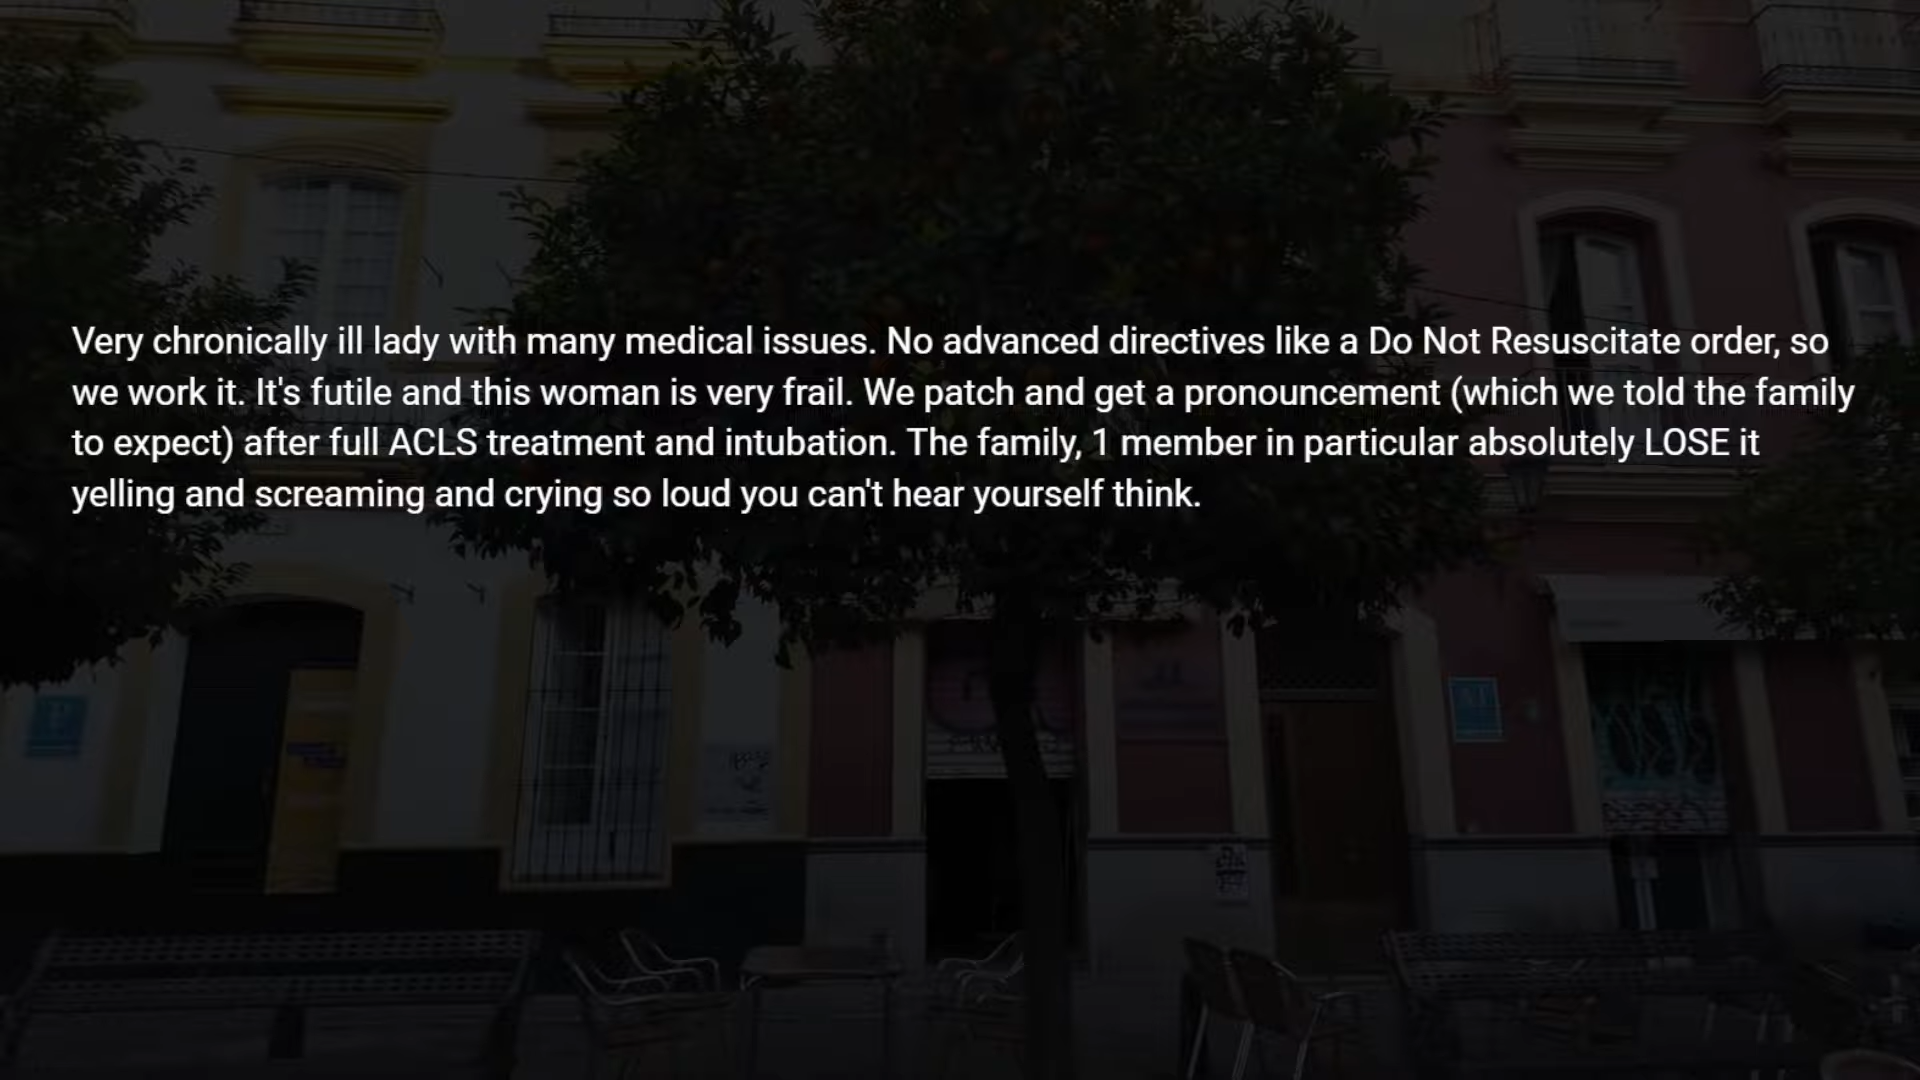 Very chronically ill lady with many medical issues. No advanced directives like a Do Not Resuscitate order, so
we work it. It's futile and this woman is very frail. We patch and get a pronouncement (which we told the family
to expect) after full ACLS treatment and intubation. The family, 1 member in particular absolutely LOSE it
yelling and screaming and crying so loud you can't hear yourself think.